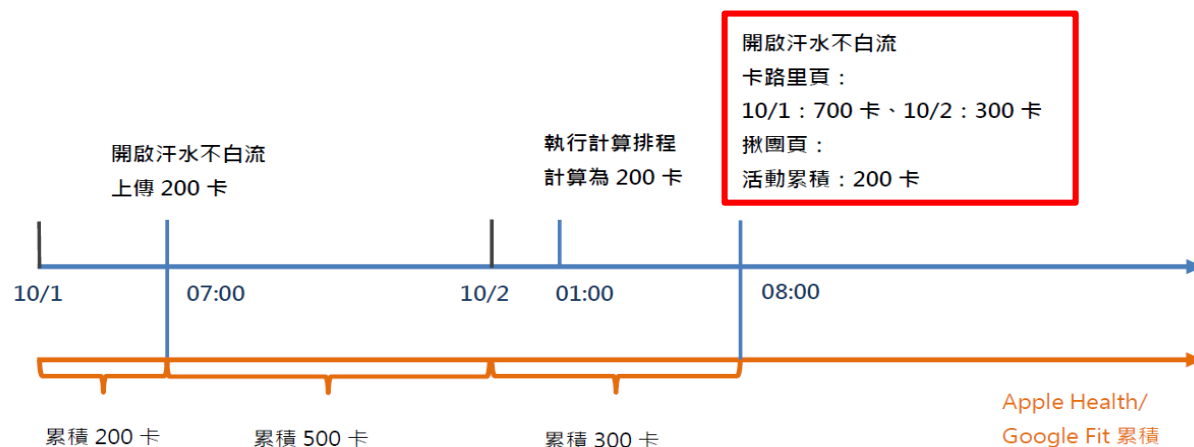 開啟汗水不白流
卡路里頁：
10/1：700 卡、10/2：300 卡
揪團頁：
活動累積：200 卡
開啟汗水不白流
上傳 200 卡
執行計算排程
計算為 200 卡
10/1
07:00
10/2
01:00
08:00
累積 200 卡
累積 500 卡
累積 300 卡
Apple Health/
Google Fit 累積